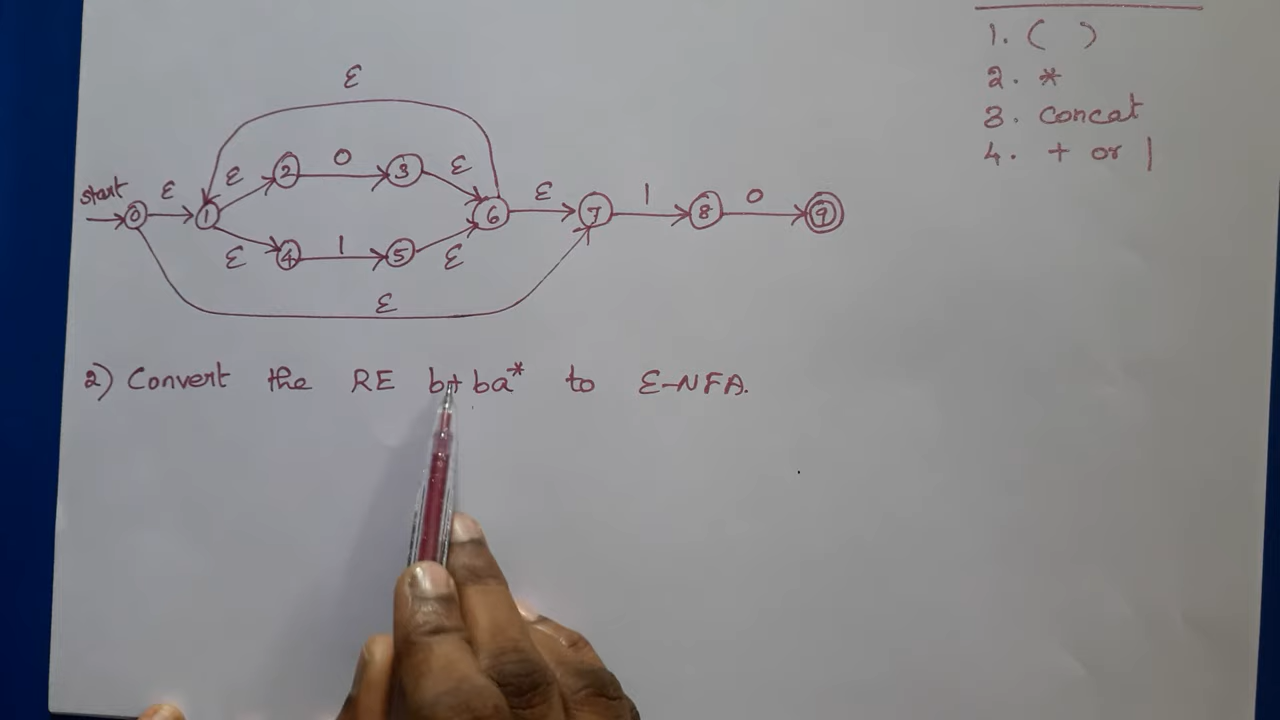 1. ( )
2. *
3. concat
4. + or |
ε
ε 2 0 3 ε
start 0 ε 1 6 ε 7 1 8 0 9
ε 4 1 5 ε
ε
2) Convert the RE b+ba* to ε-NFA.